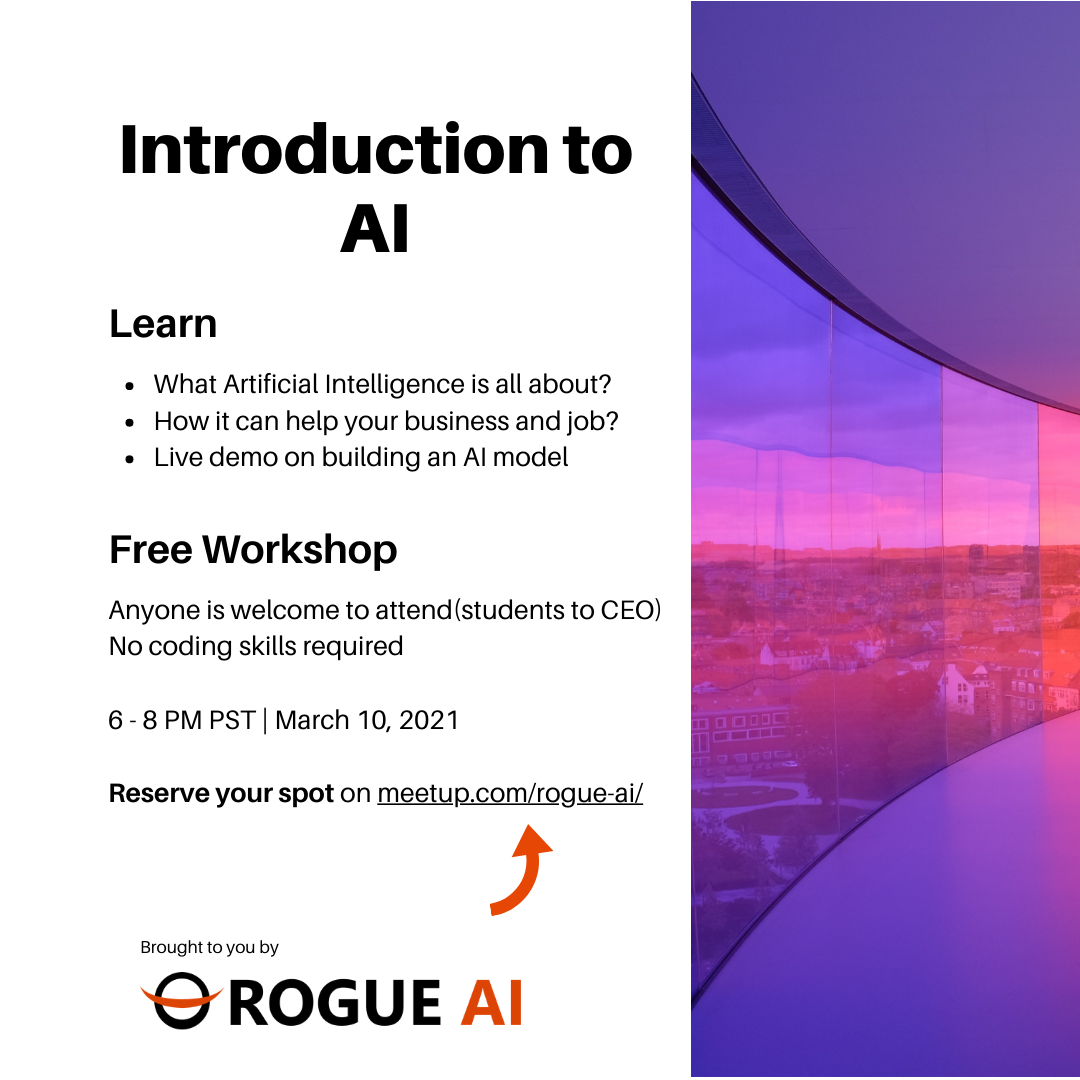 Introduction to
AI
Learn
• What Artificial Intelligence is all about?
• How it can help your business and job?
• Live demo on building an AI model
Free Workshop
Anyone is welcome to attend(students to CEO)
No coding skills required
6 - 8 PM PST | March 10, 2021
Reserve your spot on meetup.com/rogue-ai/
Brought to you by
ROGUE AI